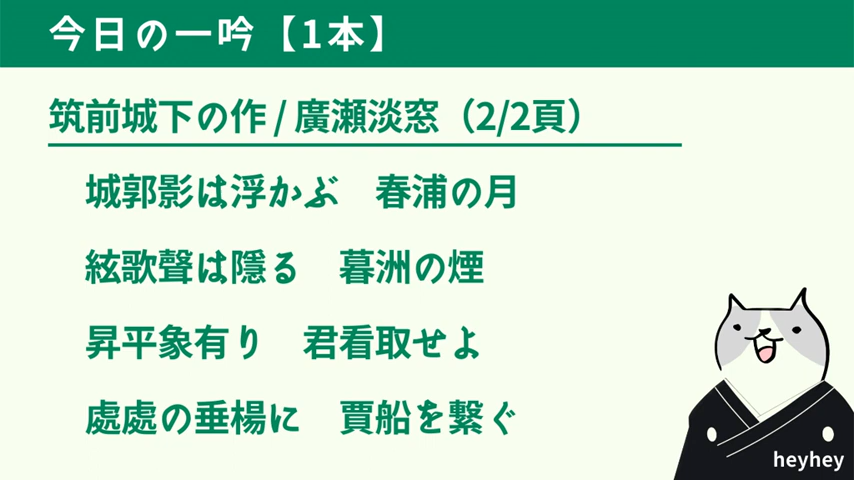 今日の一吟【1本】
筑前城下の作 / 廣瀬淡窓（2/2頁）
城郭影は浮かぶ　春浦の月
絃歌聲は隠る　暮洲の煙
昇平象有り　君看取せよ
處處の垂楊に　賈船を繋ぐ
heyhey